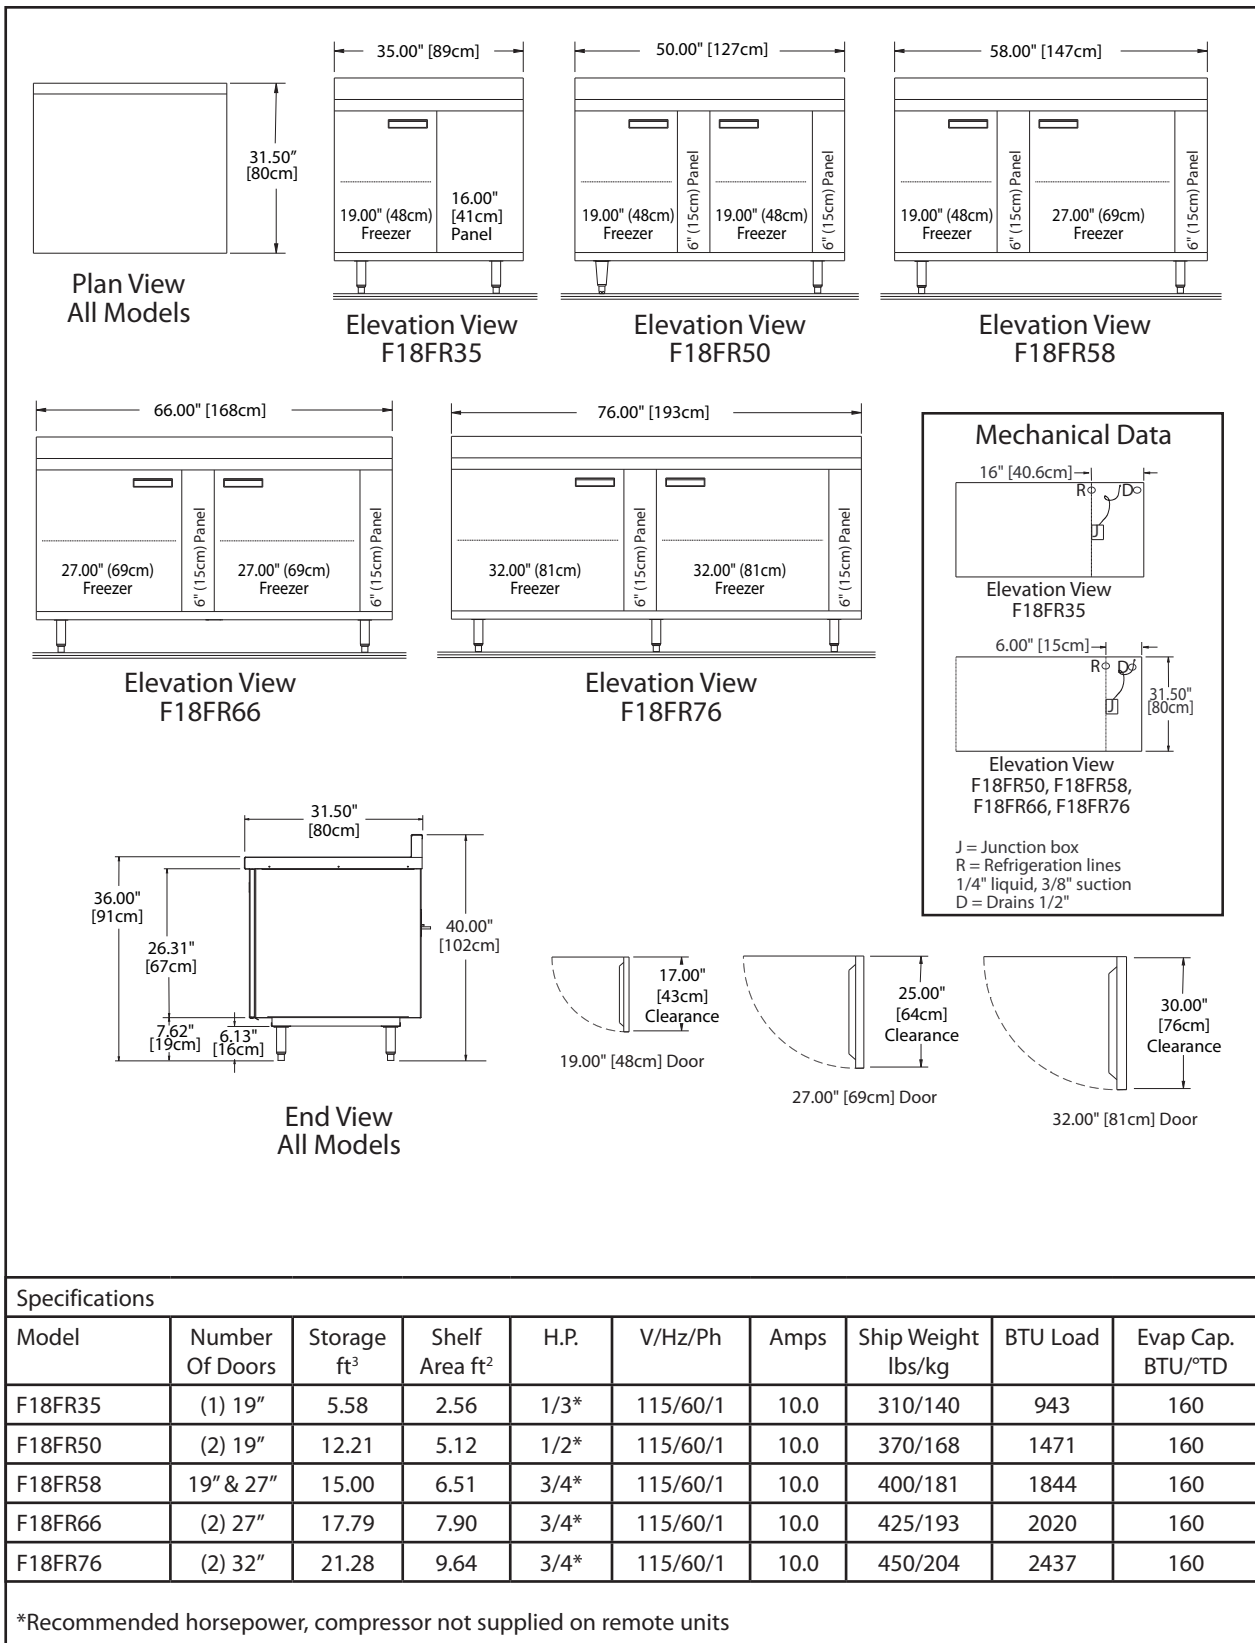 35.00" [89cm]
50.00" [127cm]
58.00" [147cm]
31.50"
[80cm]
19.00" (48cm)
Freezer
16.00"
[41cm]
Panel
19.00" (48cm)
Freezer
6" (15cm) Panel
19.00" (48cm)
Freezer
6" (15cm) Panel
19.00" (48cm)
Freezer
6" (15cm) Panel
27.00" (69cm)
Freezer
6" (15cm) Panel
Plan View
All Models
Elevation View
F18FR35
Elevation View
F18FR50
Elevation View
F18FR58
66.00" [168cm]
76.00" [193cm]
27.00" (69cm)
Freezer
6" (15cm) Panel
27.00" (69cm)
Freezer
6" (15cm) Panel
32.00" (81cm)
Freezer
6" (15cm) Panel
32.00" (81cm)
Freezer
6" (15cm) Panel
Elevation View
F18FR66
Elevation View
F18FR76
Mechanical Data
16" [40.6cm]
R D
J
Elevation View
F18FR35
6.00" [15cm]
R D
J
31.50"
[80cm]
Elevation View
F18FR50, F18FR58,
F18FR66, F18FR76
J = Junction box
R = Refrigeration lines
1/4" liquid, 3/8" suction
D = Drains 1/2"
31.50"
[80cm]
36.00"
[91cm]
26.31"
[67cm]
40.00"
[102cm]
7.62"
[19cm]
6.13"
[16cm]
End View
All Models
17.00"
[43cm]
Clearance
19.00" [48cm] Door
25.00"
[64cm]
Clearance
27.00" [69cm] Door
30.00"
[76cm]
Clearance
32.00" [81cm] Door
Specifications
Model Number Of Doors Storage ft³ Shelf Area ft² H.P. V/Hz/Ph Amps Ship Weight lbs/kg BTU Load Evap Cap. BTU/°TD
F18FR35 (1) 19" 5.58 2.56 1/3* 115/60/1 10.0 310/140 943 160
F18FR50 (2) 19" 12.21 5.12 1/2* 115/60/1 10.0 370/168 1471 160
F18FR58 19" & 27" 15.00 6.51 3/4* 115/60/1 10.0 400/181 1844 160
F18FR66 (2) 27" 17.79 7.90 3/4* 115/60/1 10.0 425/193 2020 160
F18FR76 (2) 32" 21.28 9.64 3/4* 115/60/1 10.0 450/204 2437 160
*Recommended horsepower, compressor not supplied on remote units